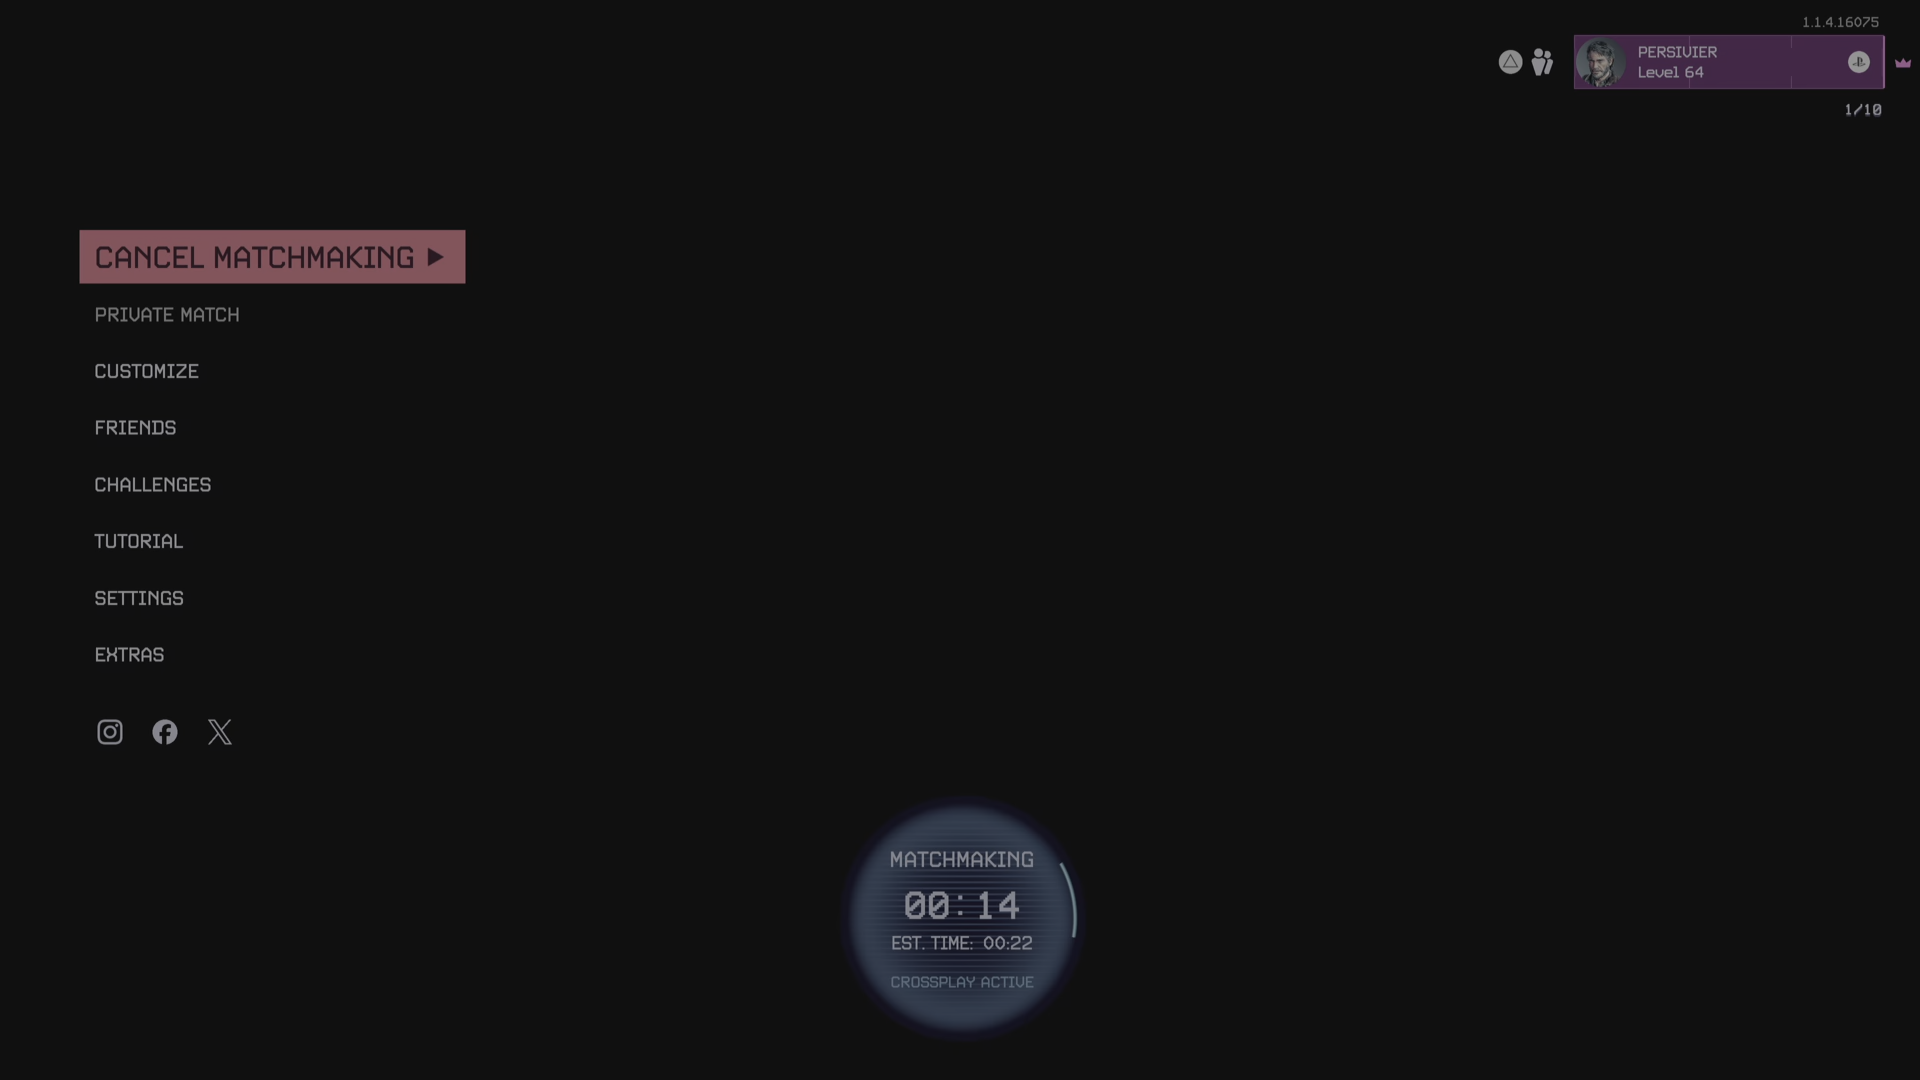 1.1.4.16075
PERSIVIER
Level 64
1/10
CANCEL MATCHMAKING
PRIVATE MATCH
CUSTOMIZE
FRIENDS
CHALLENGES
TUTORIAL
SETTINGS
EXTRAS
MATCHMAKING
00:14
EST. TIME: 00:22
CROSSPLAY ACTIVE